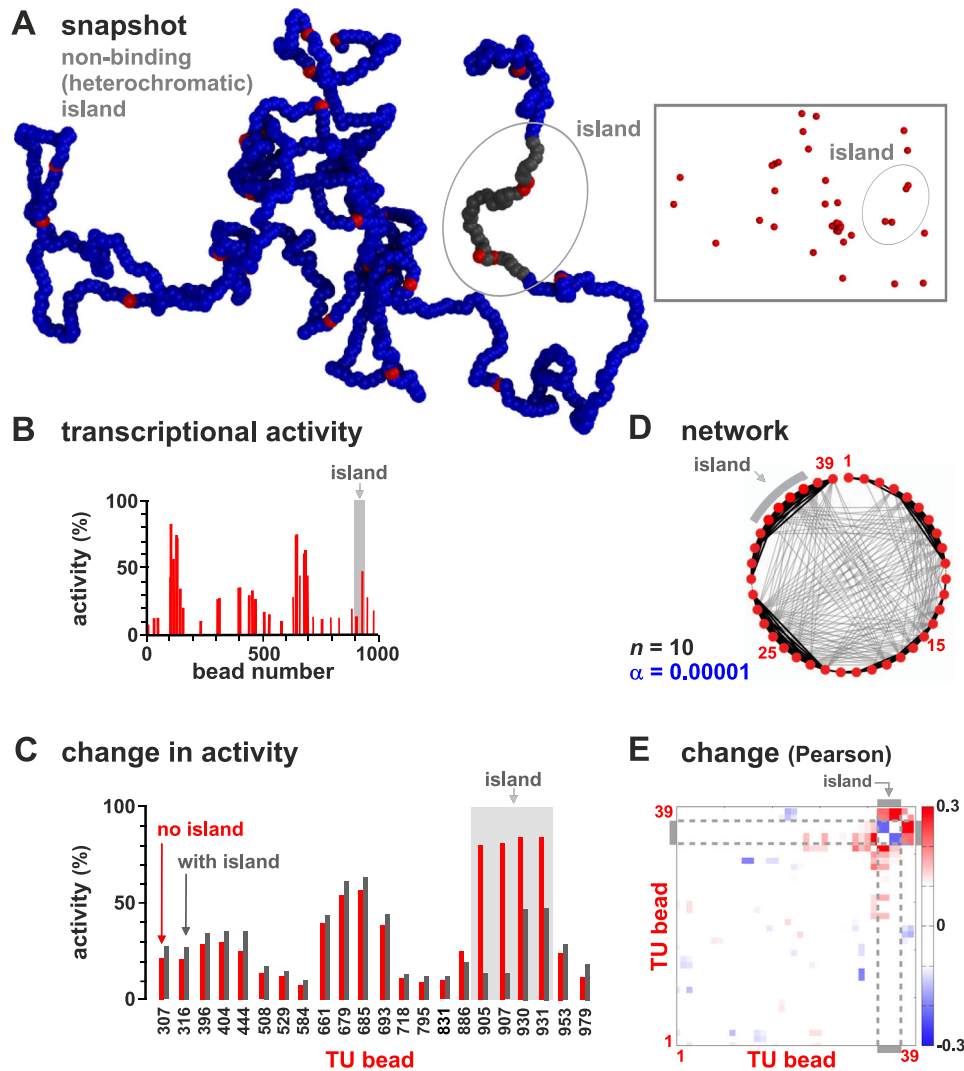 A snapshot
non-binding
(heterochromatic)
island
island
island
B transcriptional activity
island
100
50
0
activity (%)
0
500
1000
bead number
D network
island
39
1
15
25
n = 10
α = 0.00001
C change in activity
island
100
50
0
activity (%)
no island
with island
307
316
396
404
444
508
529
584
661
679
685
693
718
795
831
886
905
907
930
931
953
979
TU bead
E change (Pearson)
island
39
TU bead
1
1
TU bead
39
0.3
0
-0.3